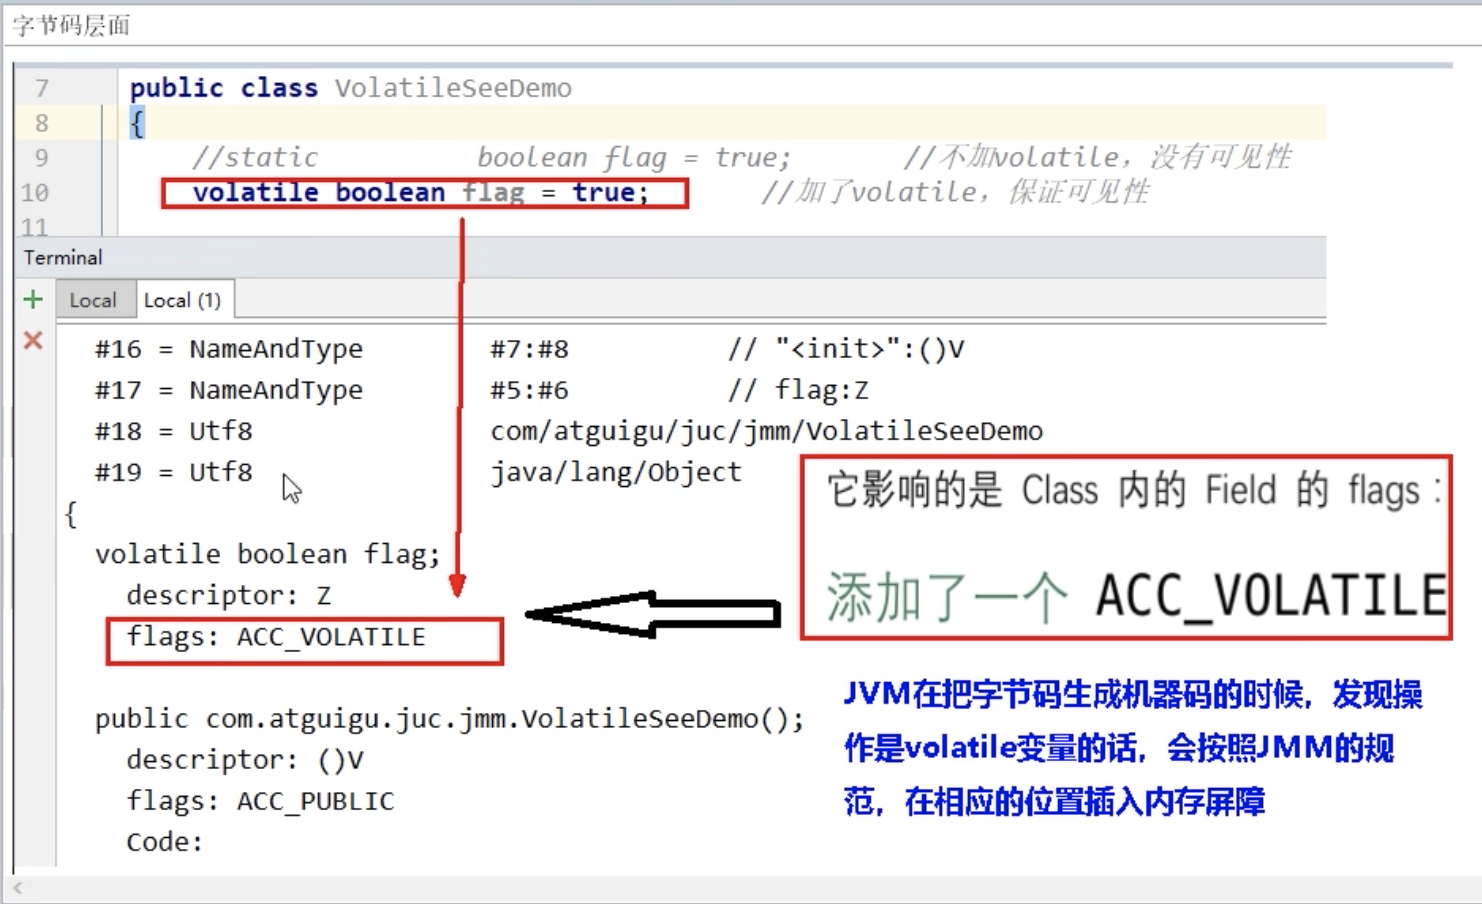 字节码层面
7 public class VolatileSeeDemo
8 {
9 //static boolean flag = true; //不加volatile，没有可见性
10 volatile boolean flag = true; //加了volatile，保证可见性
11
Terminal
Local Local (1)
#16 = NameAndType #7:#8 // "<init>":()V
#17 = NameAndType #5:#6 // flag:Z
#18 = Utf8 com/atguigu/juc/jmm/VolatileSeeDemo
#19 = Utf8 java/lang/Object
{
volatile boolean flag;
descriptor: Z
flags: ACC_VOLATILE
public com.atguigu.juc.jmm.VolatileSeeDemo();
descriptor: ()V
flags: ACC_PUBLIC
Code:
它影响的是 Class 内的 Field 的 flags：
添加了一个 ACC_VOLATILE
JVM在把字节码生成机器码的时候，发现操
作是volatile变量的话，会按照JMM的规
范，在相应的位置插入内存屏障